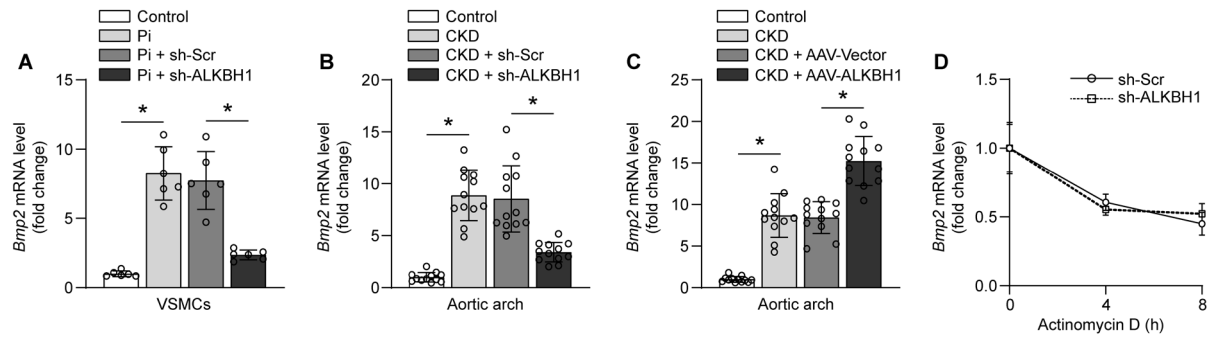 A
Control
Pi
Pi + sh-Scr
Pi + sh-ALKBH1
Bmp2 mRNA level
(fold change)
15
10
5
0
*
*
VSMCs
B
Control
CKD
CKD + sh-Scr
CKD + sh-ALKBH1
Bmp2 mRNA level
(fold change)
20
15
10
5
0
*
*
Aortic arch
C
Control
CKD
CKD + AAV-Vector
CKD + AAV-ALKBH1
Bmp2 mRNA level
(fold change)
25
20
15
10
5
0
*
*
Aortic arch
D
sh-Scr
sh-ALKBH1
Bmp2 mRNA level
(fold change)
1.5
1.0
0.5
0.0
0
4
8
Actinomycin D (h)